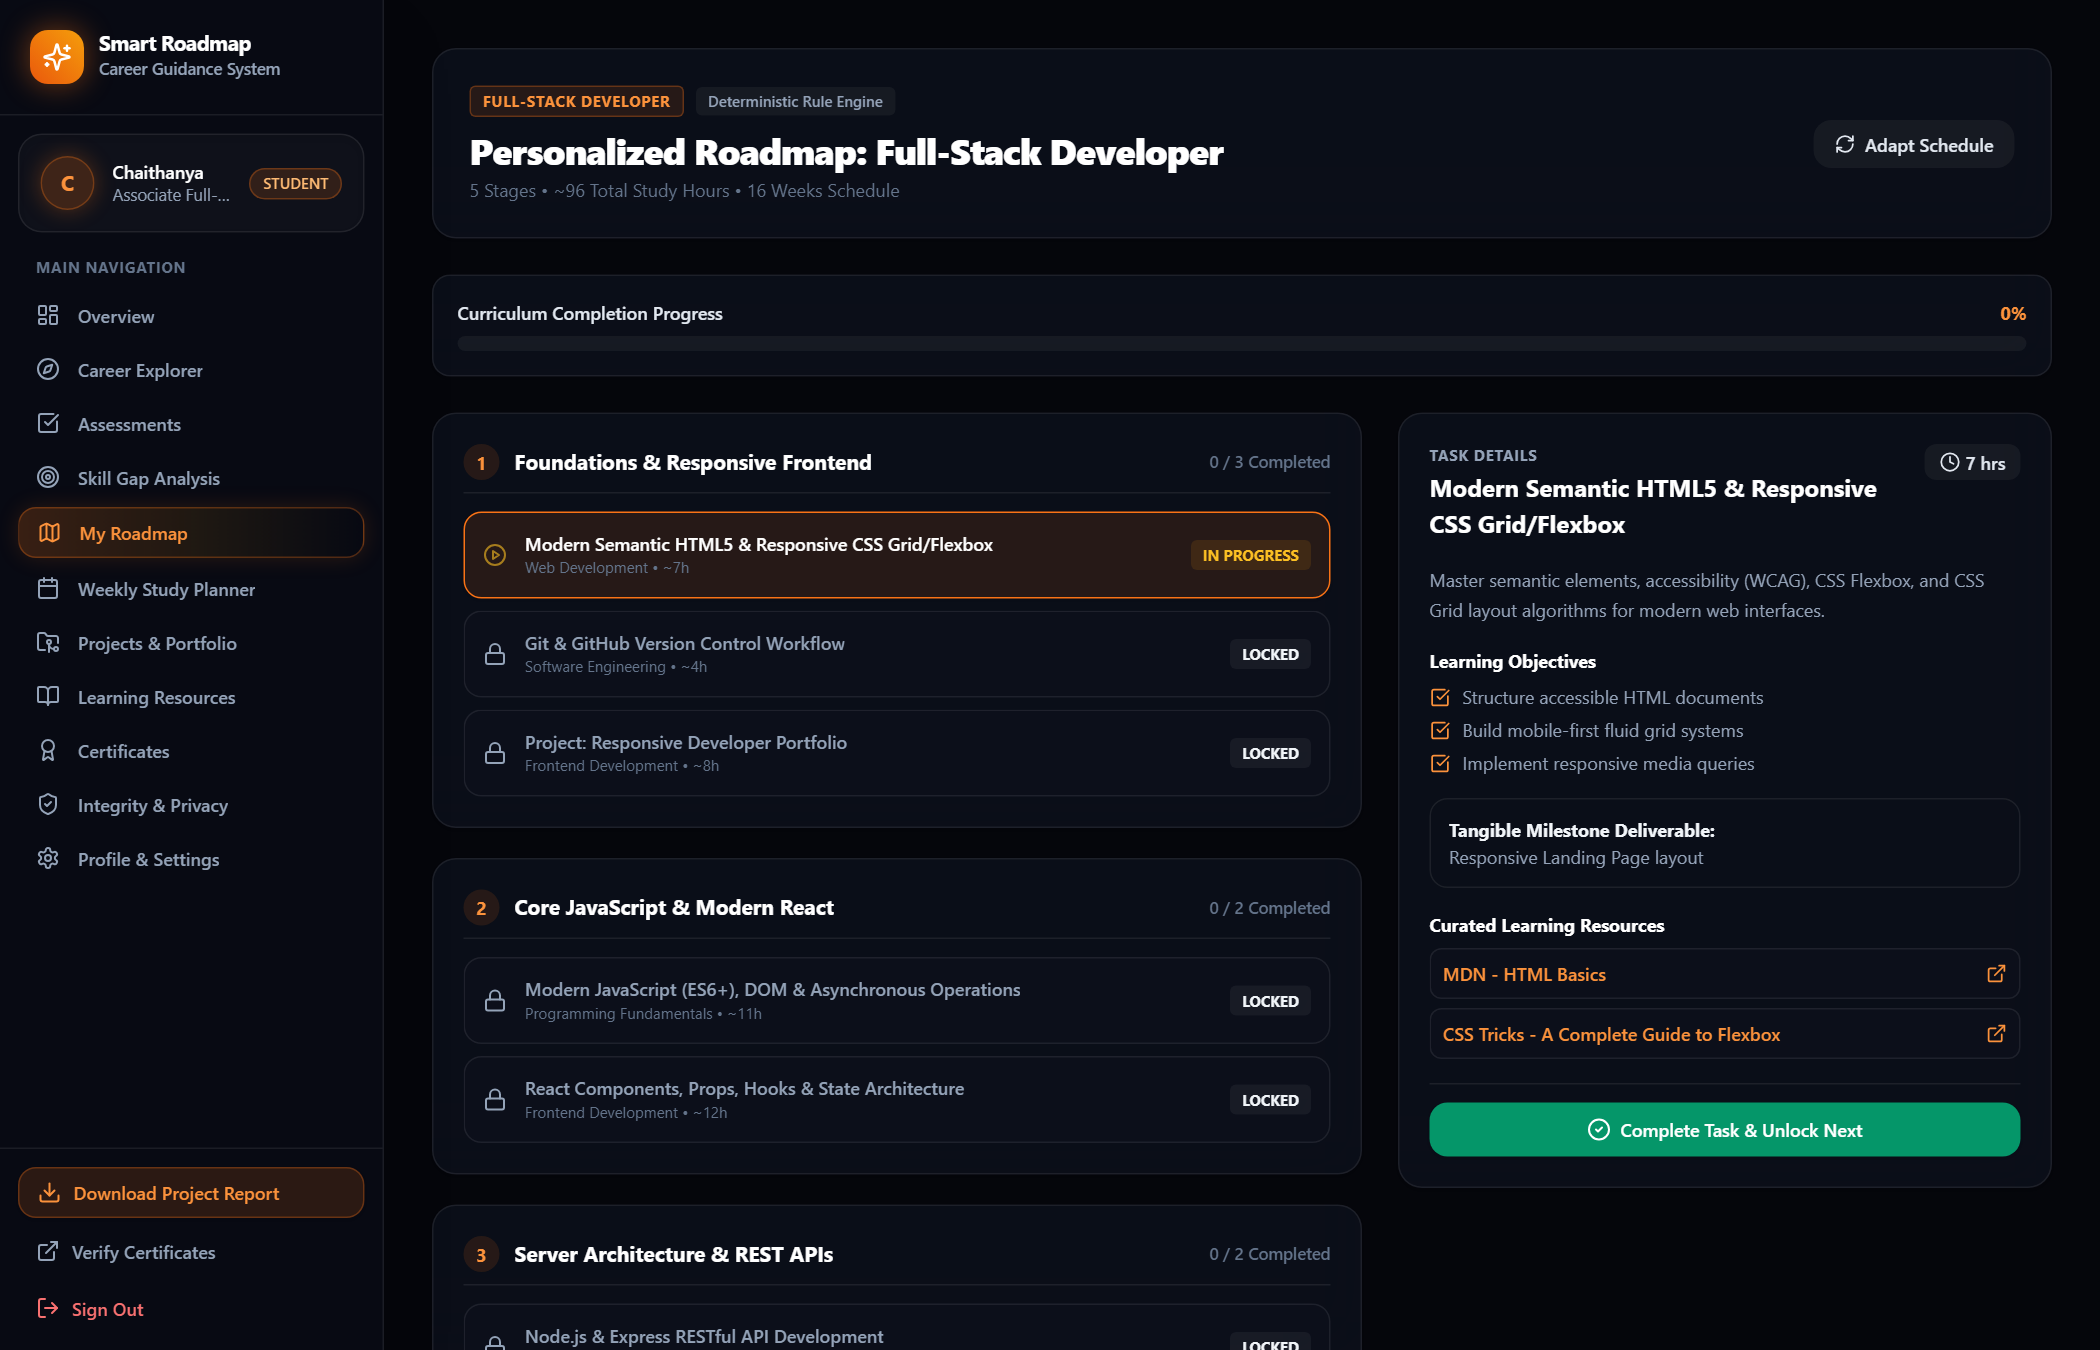 Smart Roadmap
Career Guidance System
C
Chaithanya
Associate Full-...
STUDENT
MAIN NAVIGATION
Overview
Career Explorer
Assessments
Skill Gap Analysis
My Roadmap
Weekly Study Planner
Projects & Portfolio
Learning Resources
Certificates
Integrity & Privacy
Profile & Settings
Download Project Report
Verify Certificates
Sign Out
FULL-STACK DEVELOPER
Deterministic Rule Engine
Personalized Roadmap: Full-Stack Developer
5 Stages • ~96 Total Study Hours • 16 Weeks Schedule
Adapt Schedule
Curriculum Completion Progress
0%
1
Foundations & Responsive Frontend
0 / 3 Completed
Modern Semantic HTML5 & Responsive CSS Grid/Flexbox
Web Development • ~7h
IN PROGRESS
Git & GitHub Version Control Workflow
Software Engineering • ~4h
LOCKED
Project: Responsive Developer Portfolio
Frontend Development • ~8h
LOCKED
2
Core JavaScript & Modern React
0 / 2 Completed
Modern JavaScript (ES6+), DOM & Asynchronous Operations
Programming Fundamentals • ~11h
LOCKED
React Components, Props, Hooks & State Architecture
Frontend Development • ~12h
LOCKED
3
Server Architecture & REST APIs
0 / 2 Completed
Node.js & Express RESTful API Development
LOCKED
TASK DETAILS
7 hrs
Modern Semantic HTML5 & Responsive
CSS Grid/Flexbox
Master semantic elements, accessibility (WCAG), CSS Flexbox, and CSS
Grid layout algorithms for modern web interfaces.
Learning Objectives
Structure accessible HTML documents
Build mobile-first fluid grid systems
Implement responsive media queries
Tangible Milestone Deliverable:
Responsive Landing Page layout
Curated Learning Resources
MDN - HTML Basics
CSS Tricks - A Complete Guide to Flexbox
Complete Task & Unlock Next